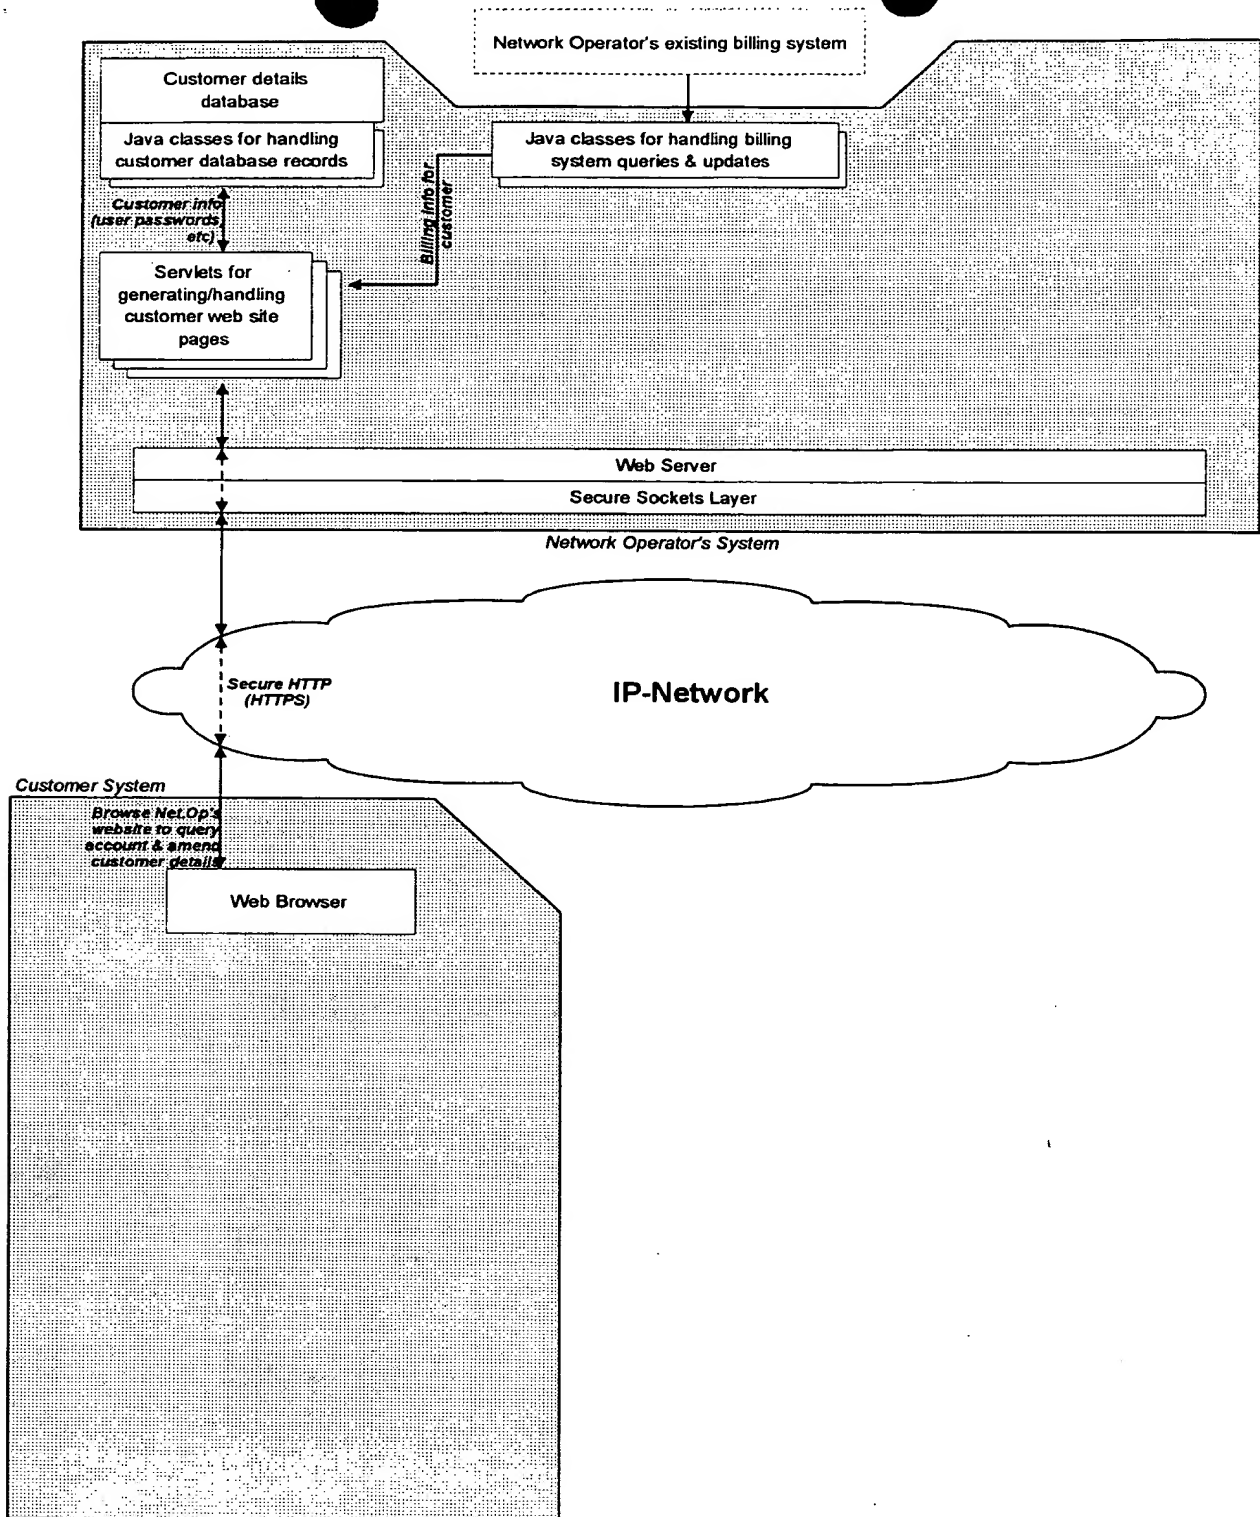 Network Operator's existing billing system
Customer details
database
Java classes for handling
customer database records
Java classes for handling billing
system queries & updates
Customer info
(user passwords,
etc)
Billing info for
customer
Servlets for
generating/handling
customer web site
pages
Web Server
Secure Sockets Layer
Network Operator's System
Secure HTTP
(HTTPS)
IP-Network
Customer System
Browse Net.Op's
website to query
account & amend
customer details
Web Browser